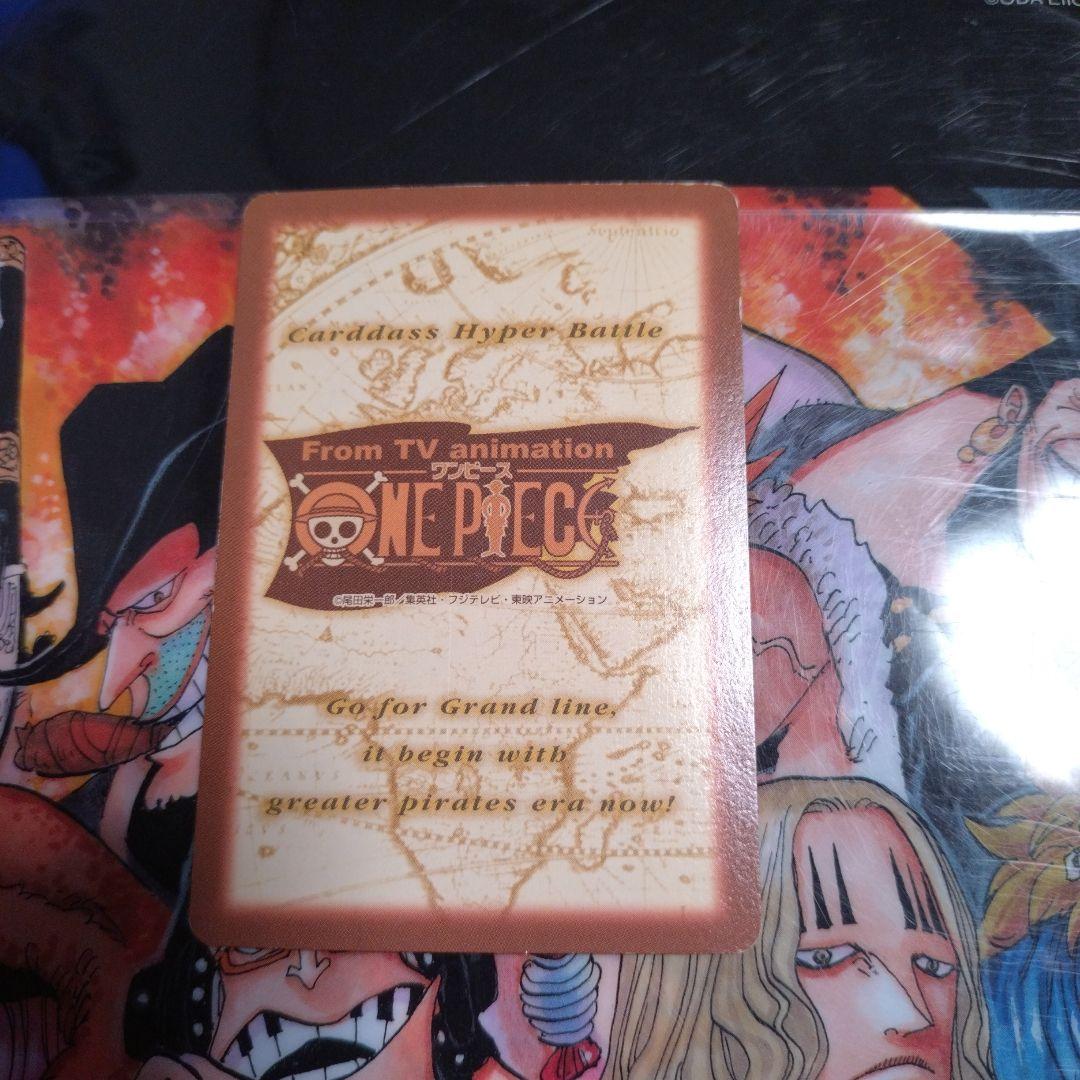 ©ODA Eiic
septentrio
Carddass Hyper Battle
From TV animation
ワンピース
ONE PIECE
©尾田栄一郎/集英社・フジテレビ・東映アニメーション
Go for Grand line,
it begin with
greater pirates era now!